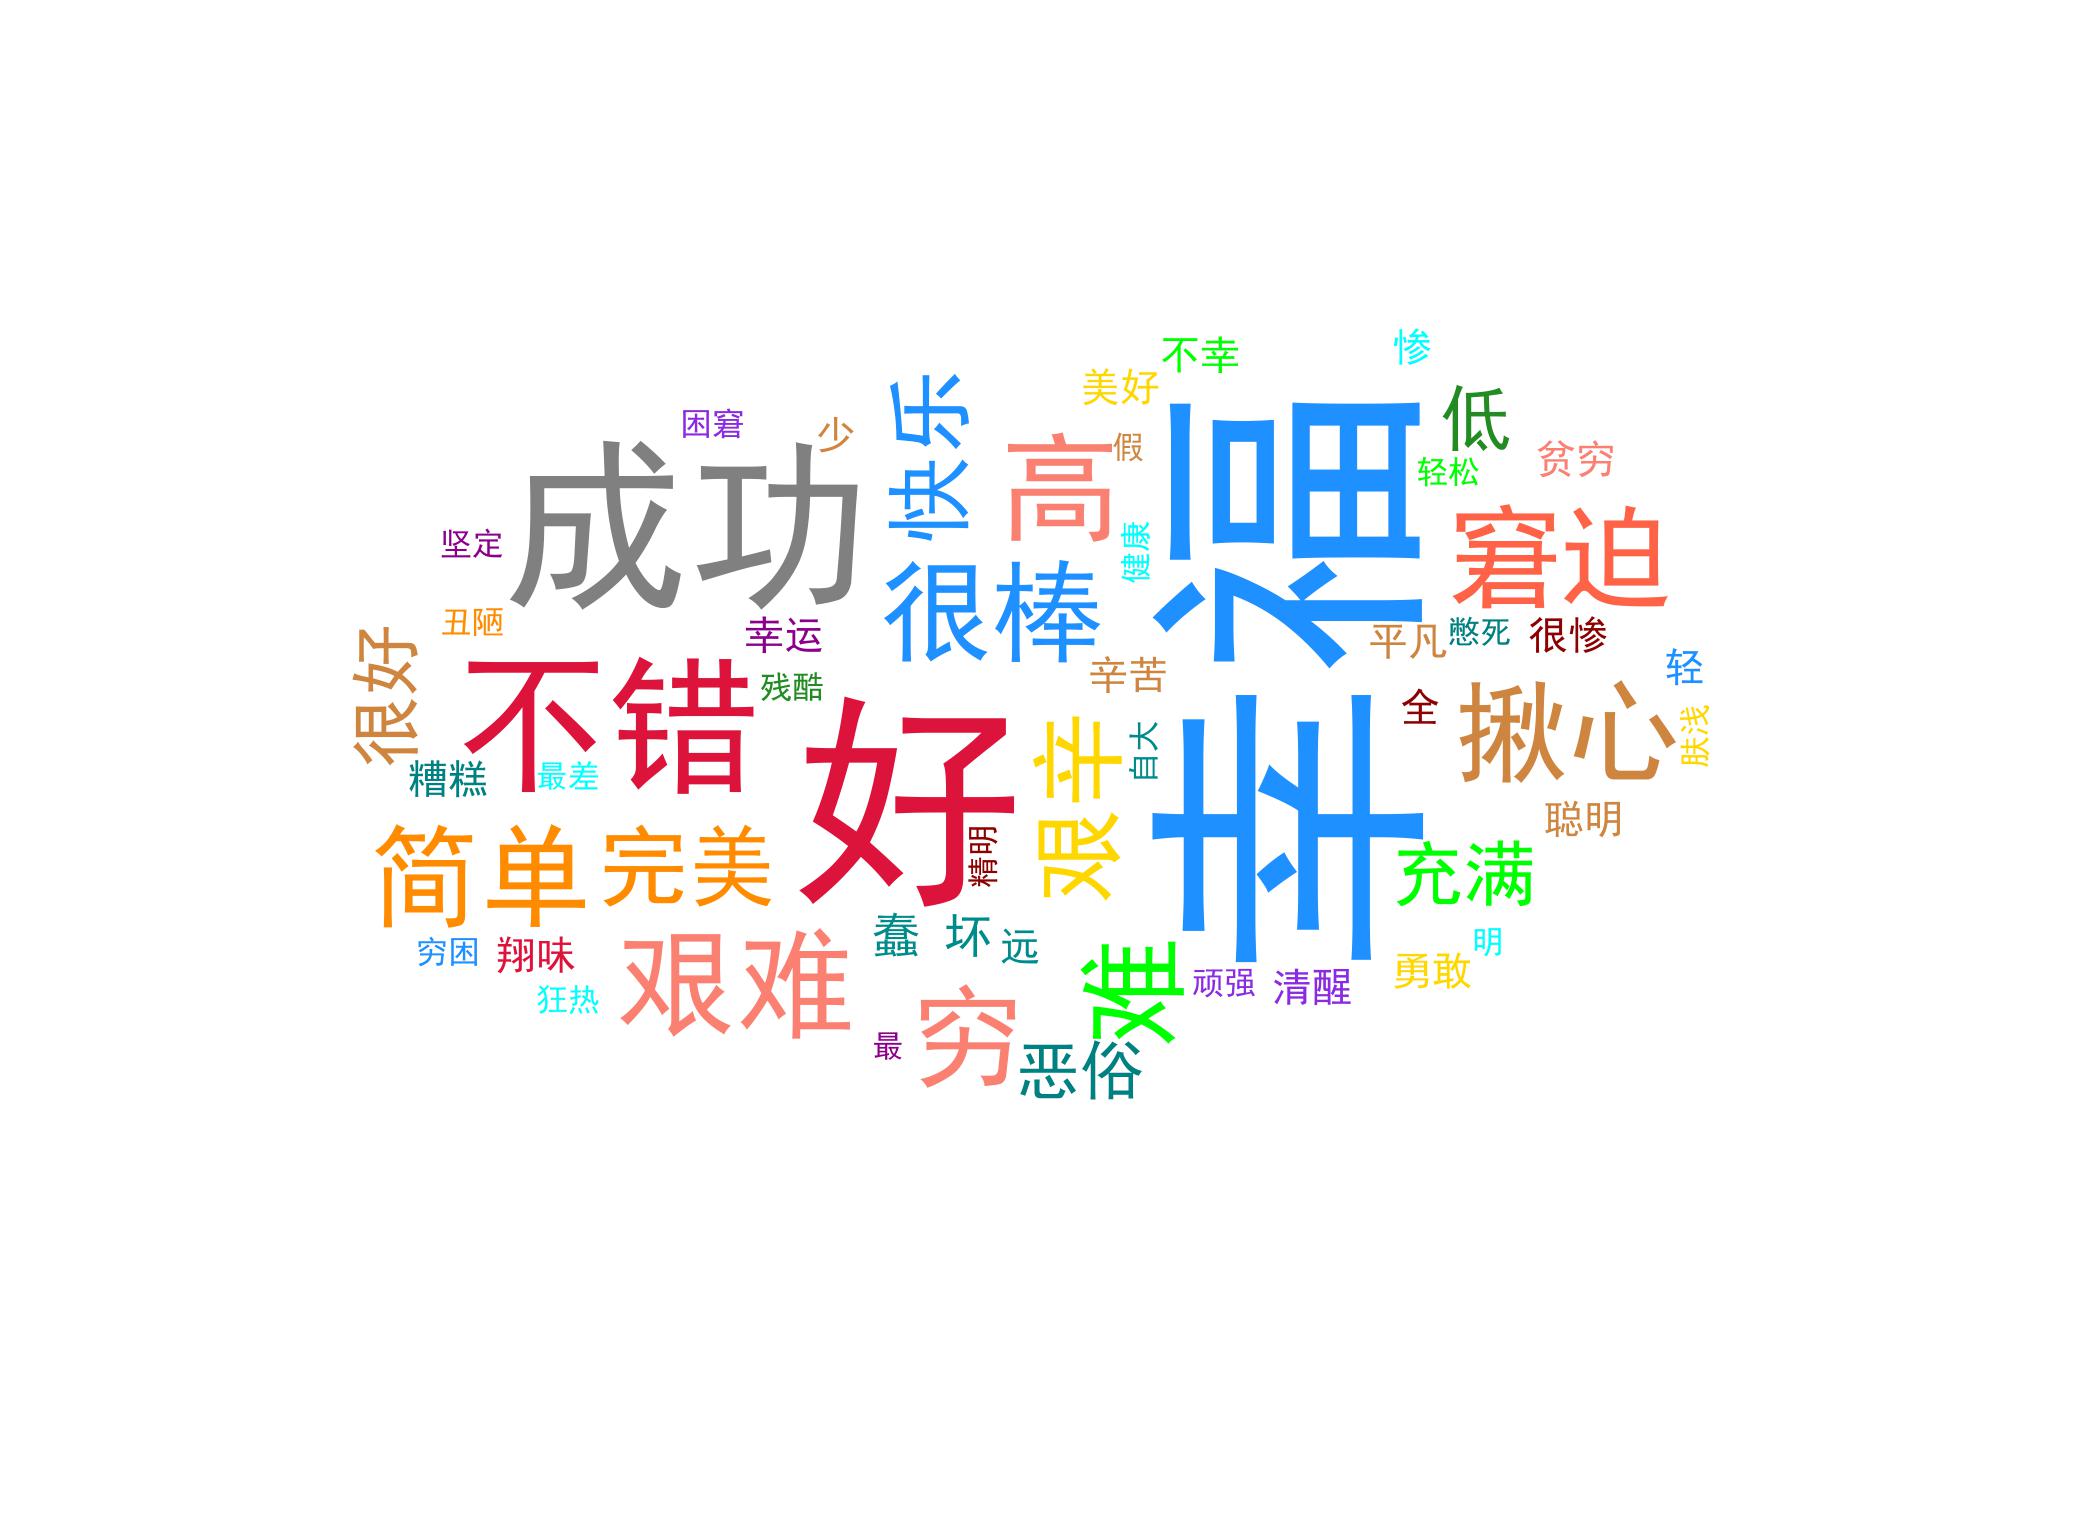 惨
不幸
美好
低
困窘
少
快乐
高
假
幸福
轻松
贫穷
成功
坚定
健康
窘迫
很棒
丑陋
幸运
平凡
憋死
很惨
很好
不错
残酷
辛苦
轻
全
揪心
肤浅
好
艰辛
自大
糟糕
最差
聪明
简单
完美
精明
充满
穷困
翔味
蠢
坏
远
明
艰难
难
顽强
清醒
勇敢
狂热
穷
最
恶俗